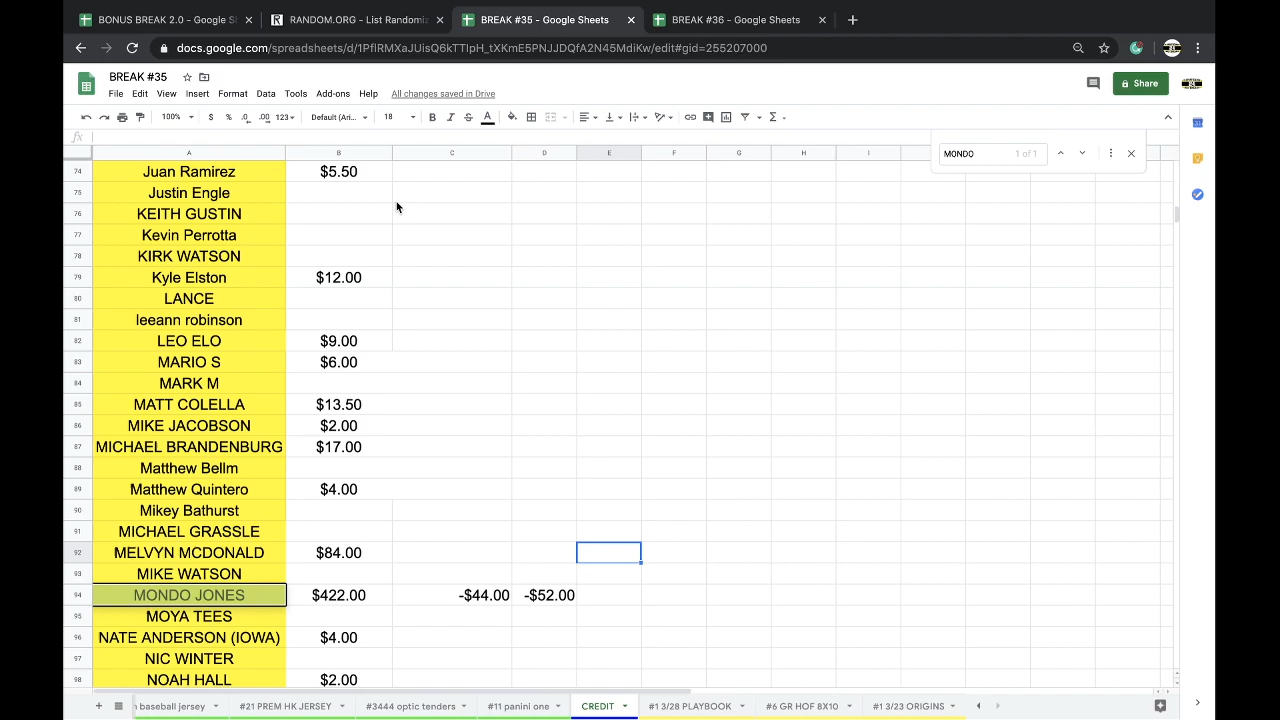 BONUS BREAK 2.0 - Google S
RANDOM.ORG - List Randomiz
BREAK #35 - Google Sheets
BREAK #36 - Google Sheets
docs.google.com/spreadsheets/d/1PflRMXaJUisQ6kTTIpH_tXKmE5PNJJDQfA2N45MdiKw/edit#gid=255207000
BREAK #35
File Edit View Insert Format Data Tools Add-ons Help All changes saved in Drive
Share
100% $ % .0 .00 123 Default (Ari... 18 B I S A
fx
MONDO 1 of 1
A B C D E F G H I
74 Juan Ramirez $5.50
75 Justin Engle
76 KEITH GUSTIN
77 Kevin Perrotta
78 KIRK WATSON
79 Kyle Elston $12.00
80 LANCE
81 leeann robinson
82 LEO ELO $9.00
83 MARIO S $6.00
84 MARK M
85 MATT COLELLA $13.50
86 MIKE JACOBSON $2.00
87 MICHAEL BRANDENBURG $17.00
88 Matthew Bellm
89 Matthew Quintero $4.00
90 Mikey Bathurst
91 MICHAEL GRASSLE
92 MELVYN MCDONALD $84.00
93 MIKE WATSON
94 MONDO JONES $422.00 -$44.00 -$52.00
95 MOYA TEES
96 NATE ANDERSON (IOWA) $4.00
97 NIC WINTER
98 NOAH HALL $2.00
n baseball jersey #21 PREM HK JERSEY #3444 optic tender #11 panini one CREDIT #1 3/28 PLAYBOOK #6 GR HOF 8X10 #1 3/23 ORIGINS